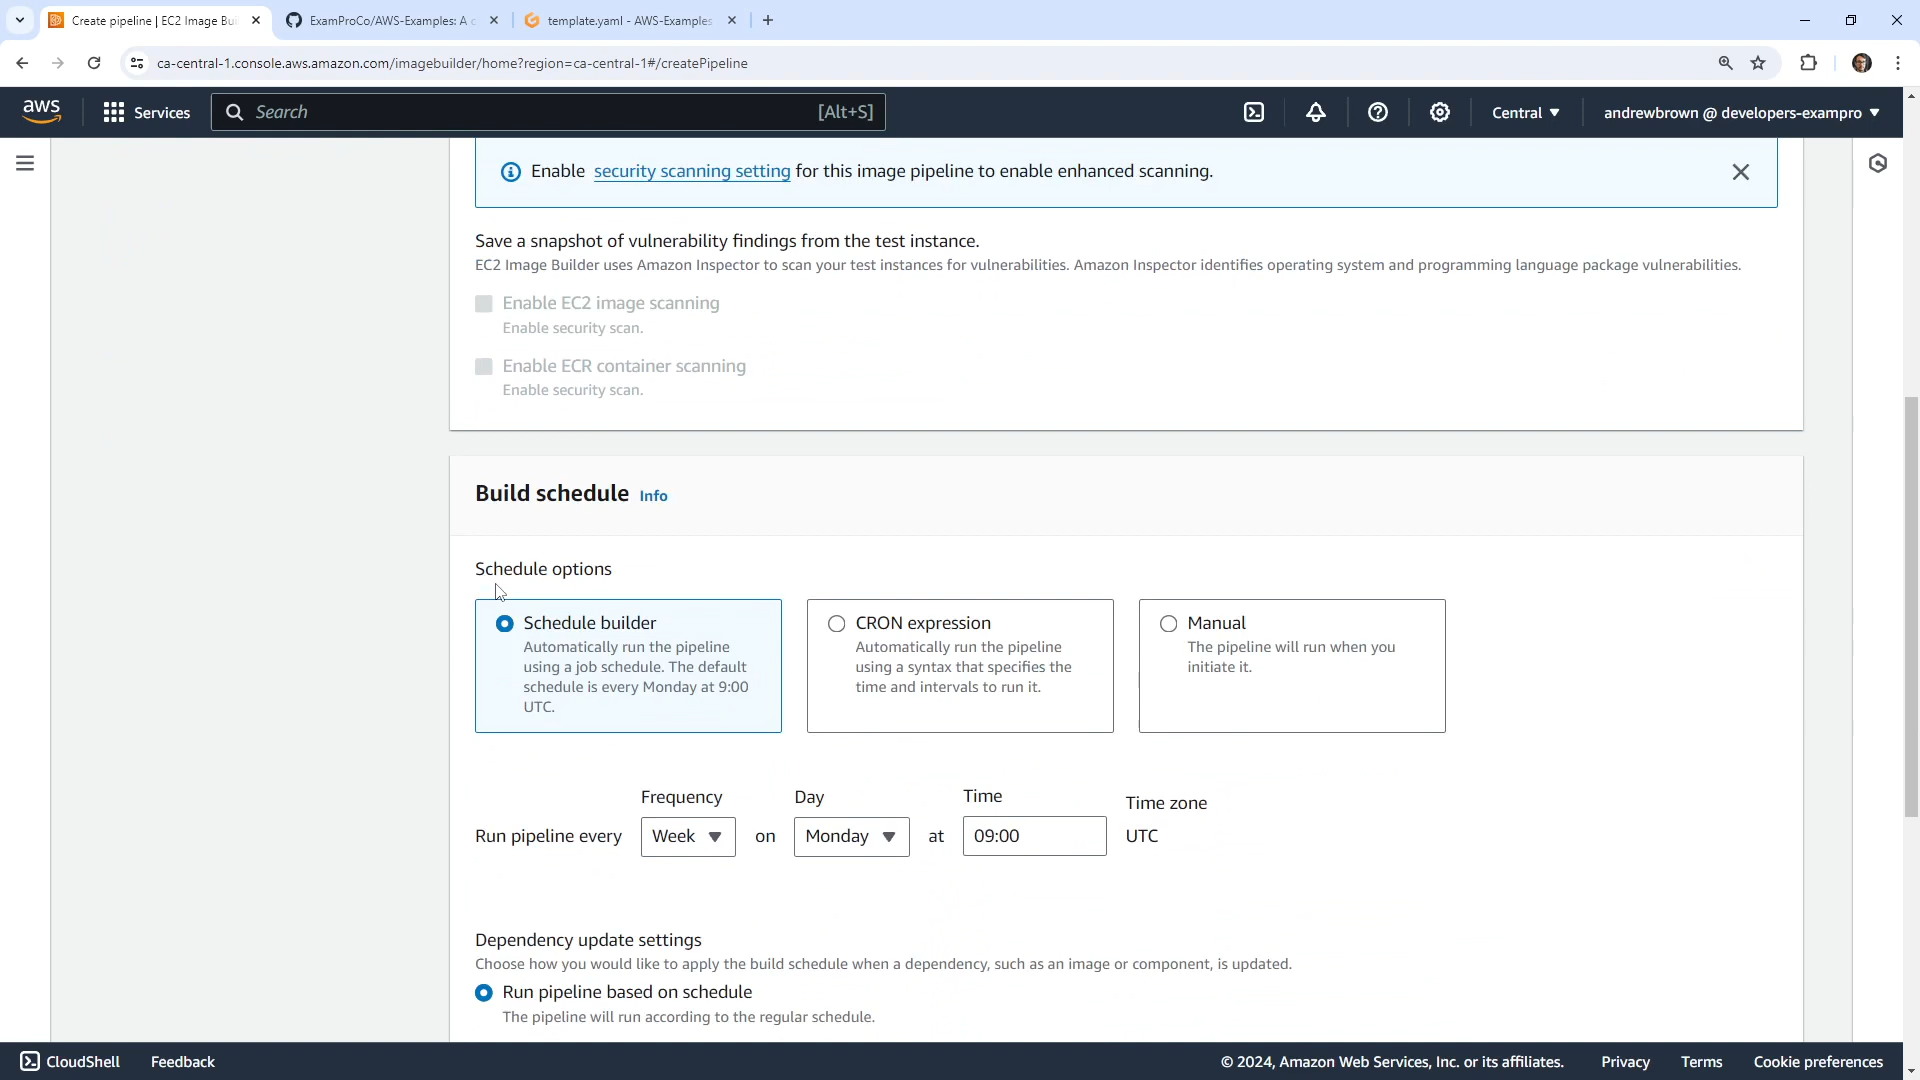 Create pipeline | EC2 Image Bui
ExamProCo/AWS-Examples: A c
template.yaml - AWS-Examples
ca-central-1.console.aws.amazon.com/imagebuilder/home?region=ca-central-1#/createPipeline
aws
Services
Search
[Alt+S]
Central
andrewbrown @ developers-exampro
Enable security scanning setting for this image pipeline to enable enhanced scanning.
Save a snapshot of vulnerability findings from the test instance.
EC2 Image Builder uses Amazon Inspector to scan your test instances for vulnerabilities. Amazon Inspector identifies operating system and programming language package vulnerabilities.
Enable EC2 image scanning
Enable security scan.
Enable ECR container scanning
Enable security scan.
Build schedule Info
Schedule options
Schedule builder
Automatically run the pipeline
using a job schedule. The default
schedule is every Monday at 9:00
UTC.
CRON expression
Automatically run the pipeline
using a syntax that specifies the
time and intervals to run it.
Manual
The pipeline will run when you
initiate it.
Frequency
Day
Time
Time zone
Run pipeline every Week on Monday at 09:00 UTC
Dependency update settings
Choose how you would like to apply the build schedule when a dependency, such as an image or component, is updated.
Run pipeline based on schedule
The pipeline will run according to the regular schedule.
CloudShell
Feedback
© 2024, Amazon Web Services, Inc. or its affiliates.
Privacy
Terms
Cookie preferences